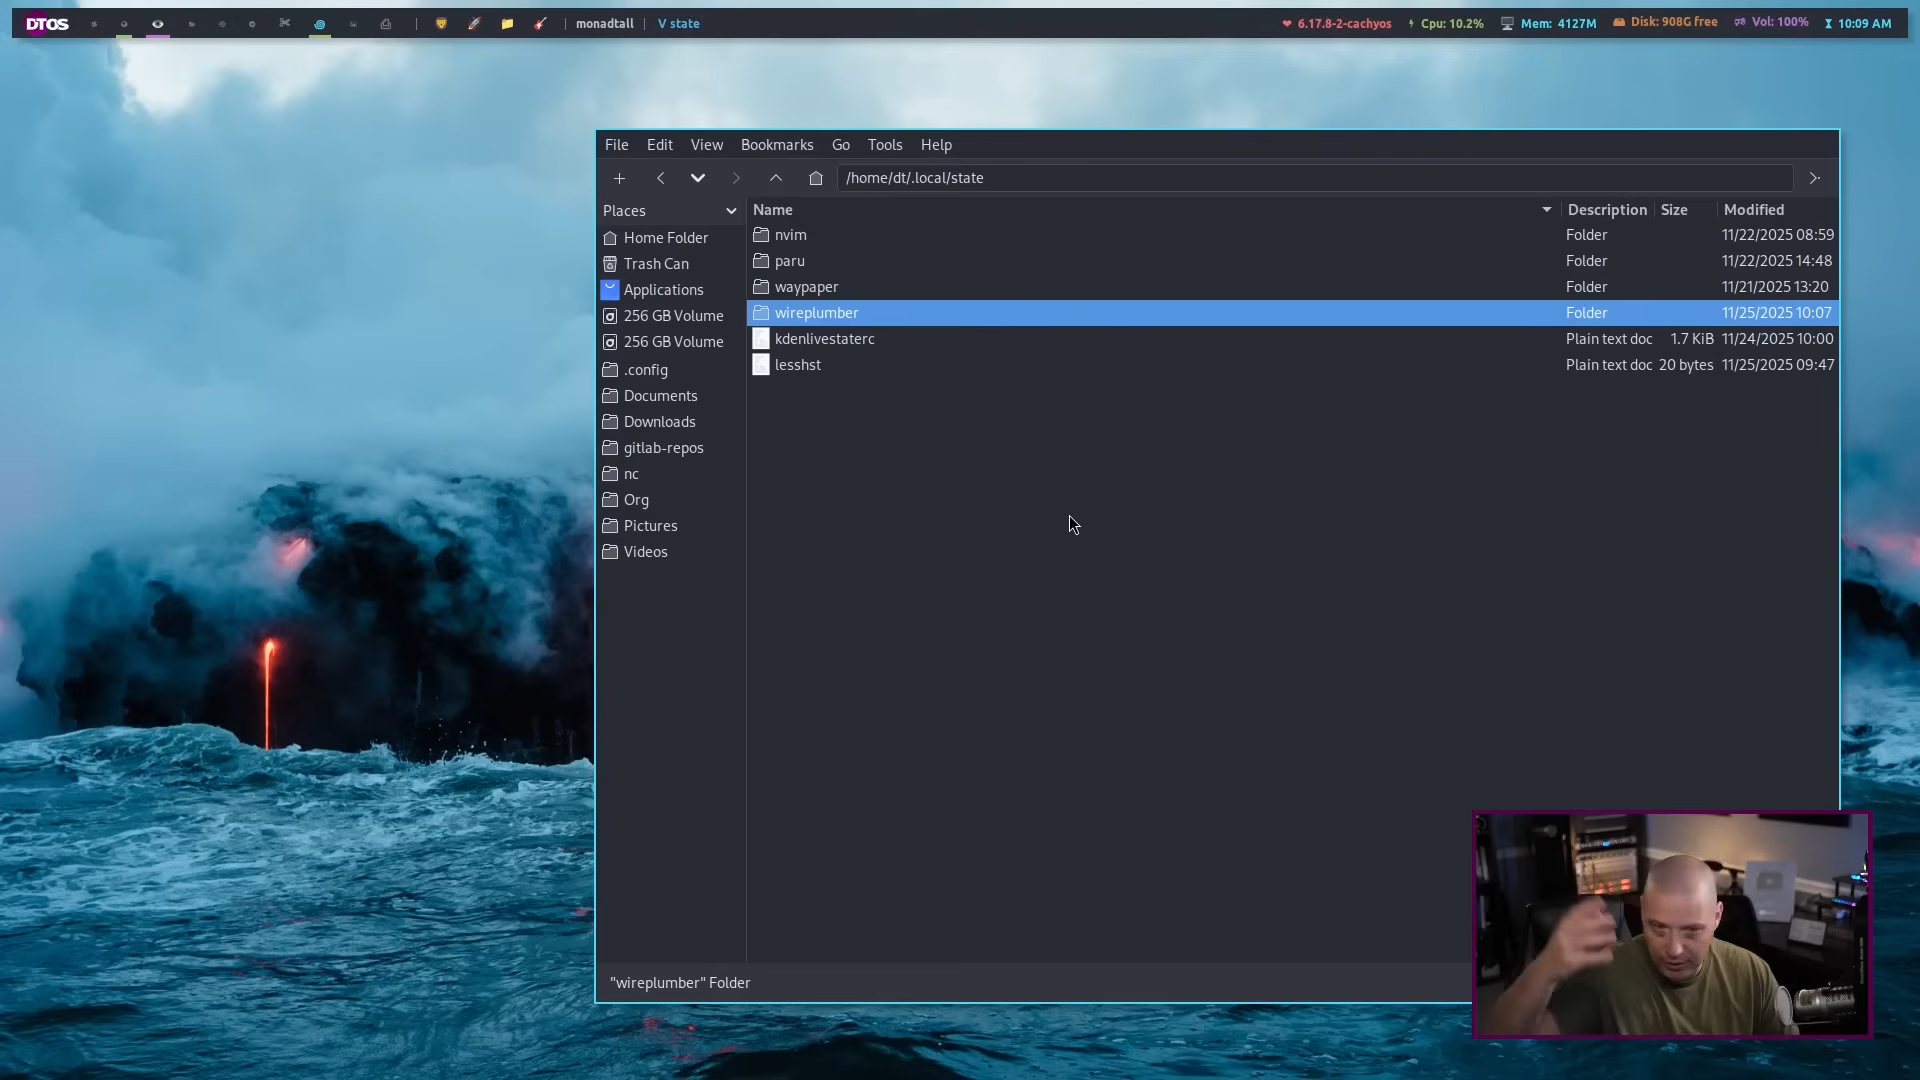 DTOS | monadtall | V state 6.17.8-2-cachyos Cpu: 10.2% Mem: 4127M Disk: 908G free Vol: 100% 10:09 AM
File Edit View Bookmarks Go Tools Help
/home/dt/.local/state
Places Name Description Size Modified
Home Folder
Trash Can
Applications
256 GB Volume
256 GB Volume
.config
Documents
Downloads
gitlab-repos
nc
Org
Pictures
Videos
nvim Folder 11/22/2025 08:59
paru Folder 11/22/2025 14:48
waypaper Folder 11/21/2025 13:20
wireplumber Folder 11/25/2025 10:07
kdenlivestaterc Plain text doc 1.7 KiB 11/24/2025 10:00
lesshst Plain text doc 20 bytes 11/25/2025 09:47
"wireplumber" Folder